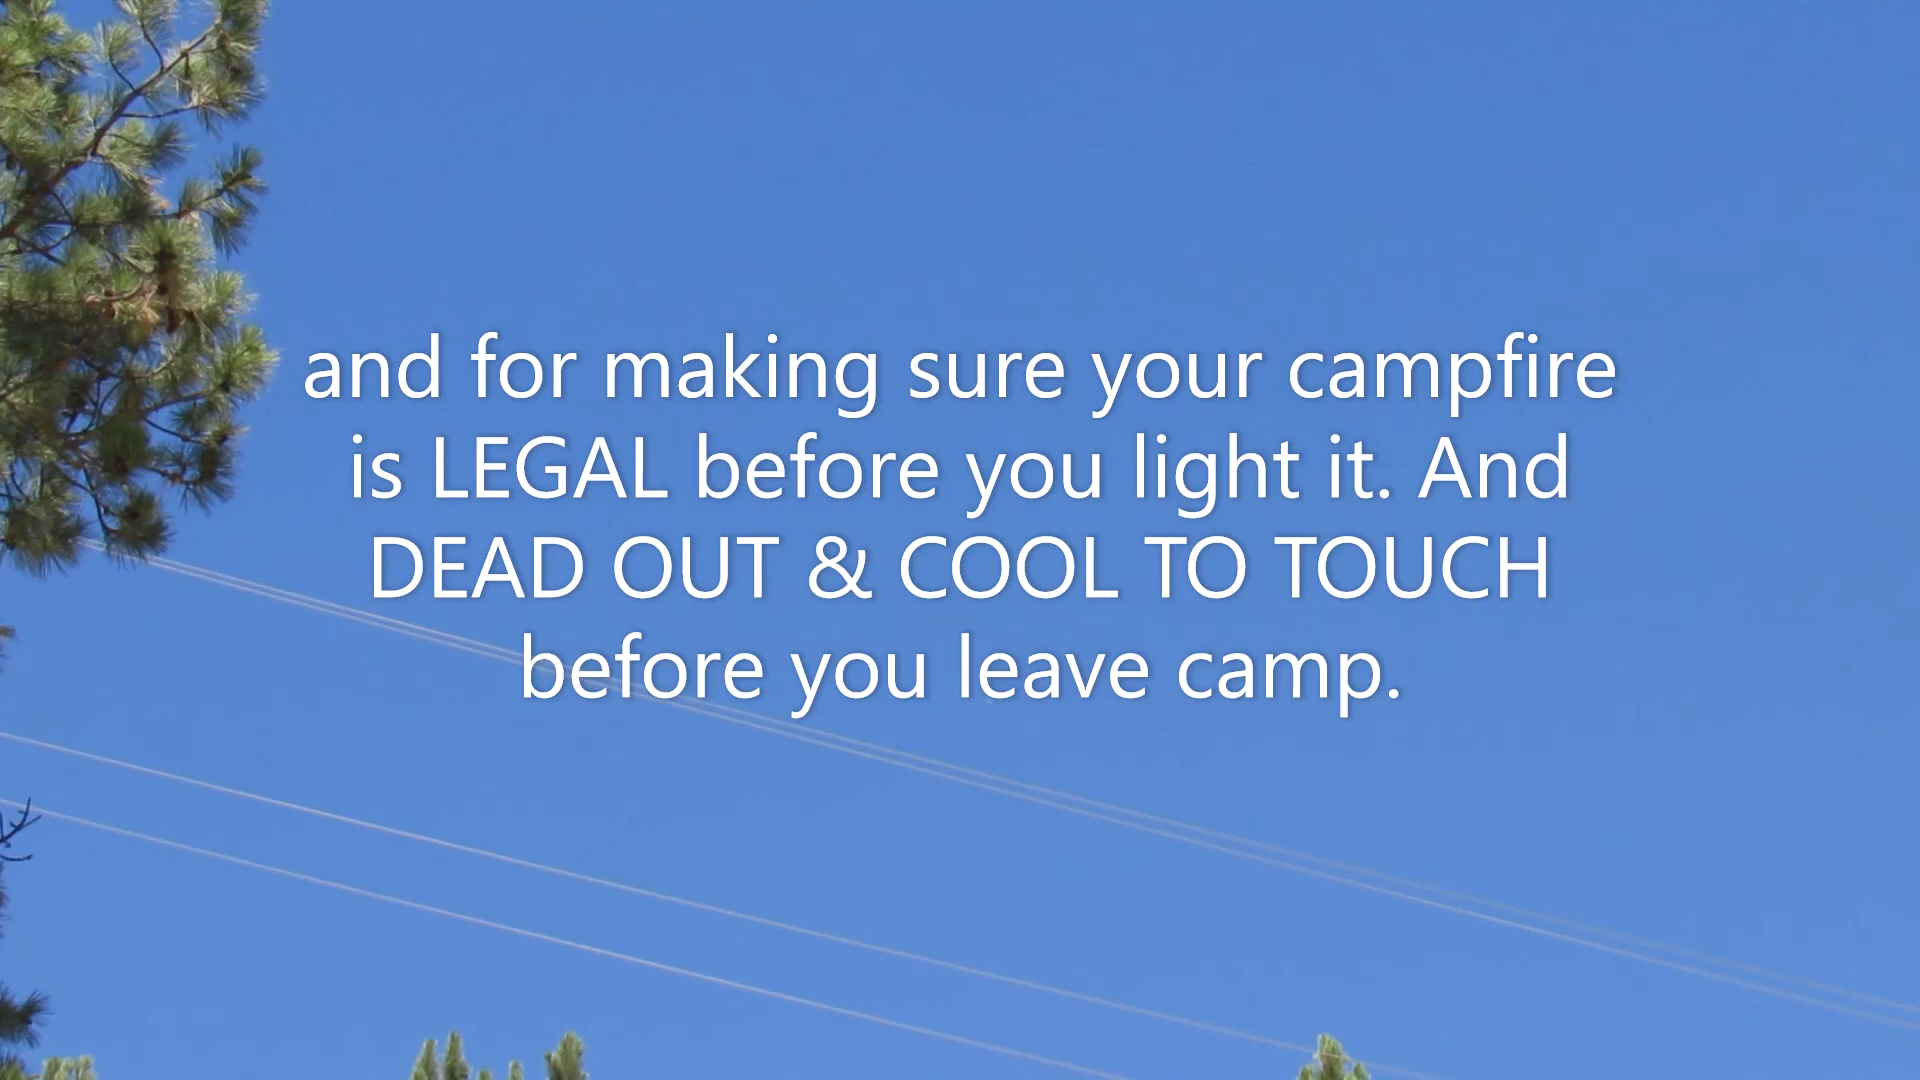 and for making sure your campfire
is LEGAL before you light it. And
DEAD OUT & COOL TO TOUCH
before you leave camp.